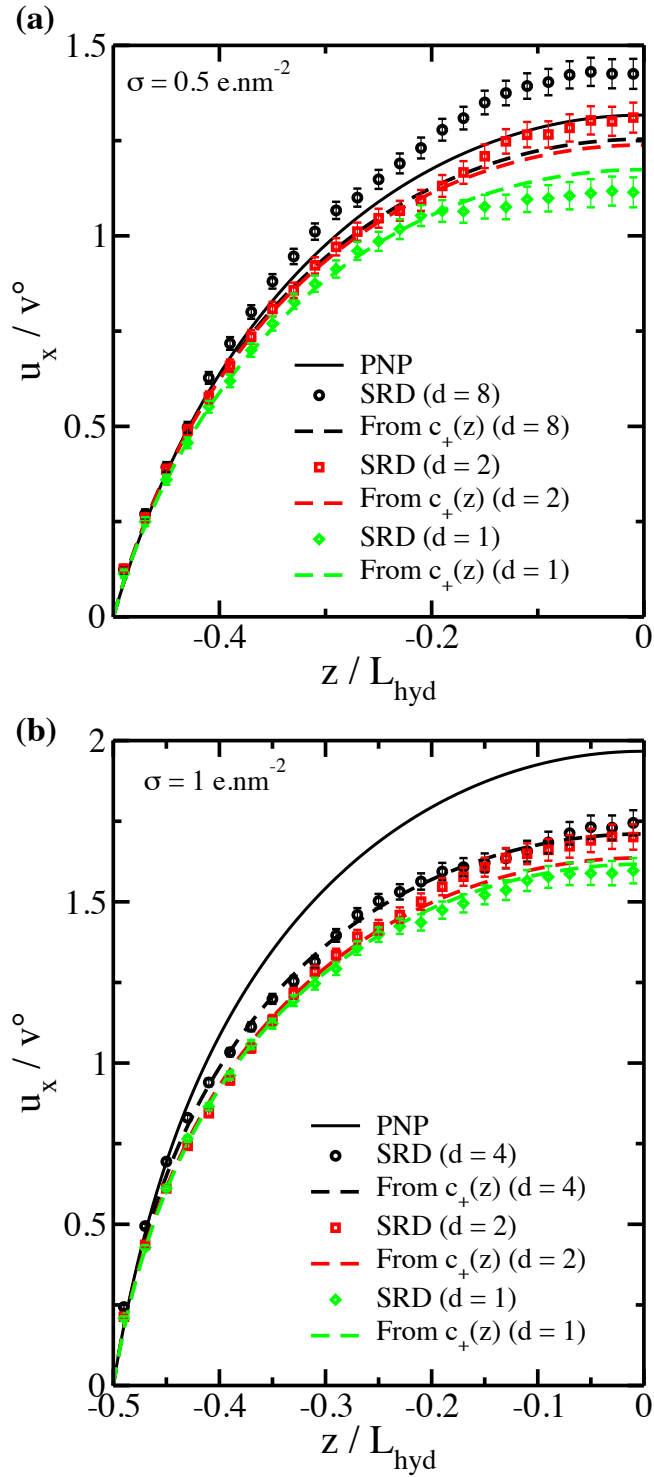 (a)
1.5
σ = 0.5 e.nm-2
1
u_x / v°
0.5
0
PNP
SRD (d = 8)
From c+(z) (d = 8)
SRD (d = 2)
From c+(z) (d = 2)
SRD (d = 1)
From c+(z) (d = 1)
-0.4 -0.2 0
z / L_hyd
(b)
2
σ = 1 e.nm-2
1.5
u_x / v°
1
0.5
0
PNP
SRD (d = 4)
From c+(z) (d = 4)
SRD (d = 2)
From c+(z) (d = 2)
SRD (d = 1)
From c+(z) (d = 1)
-0.5 -0.4 -0.3 -0.2 -0.1 0
z / L_hyd